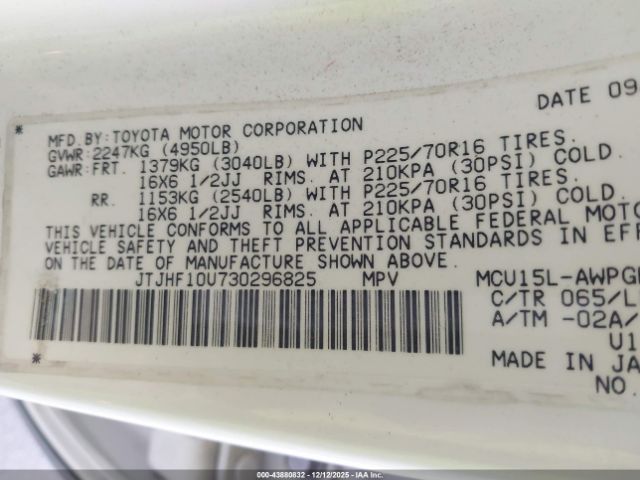 DATE 09
MFD.BY:TOYOTA MOTOR CORPORATION
GVWR:2247KG (4950LB)
GAWR:FRT. 1379KG (3040LB) WITH P225/70R16 TIRES.
16X6 1/2JJ RIMS. AT 210KPA (30PSI) COLD.
RR. 1153KG (2540LB) WITH P225/70R16 TIRES.
16X6 1/2JJ RIMS. AT 210KPA (30PSI) COLD.
THIS VEHICLE CONFORMS TO ALL APPLICABLE FEDERAL MOTO
VEHICLE SAFETY AND THEFT PREVENTION STANDARDS IN EFF
ON THE DATE OF MANUFACTURE SHOWN ABOVE.
JTJHF10U730296825 MPV MCU15L-AWPG
C/TR 065/L
A/TM -02A/
U1
MADE IN JA
NO.
000-43880832 - 12/12/2025 - IAA Inc.